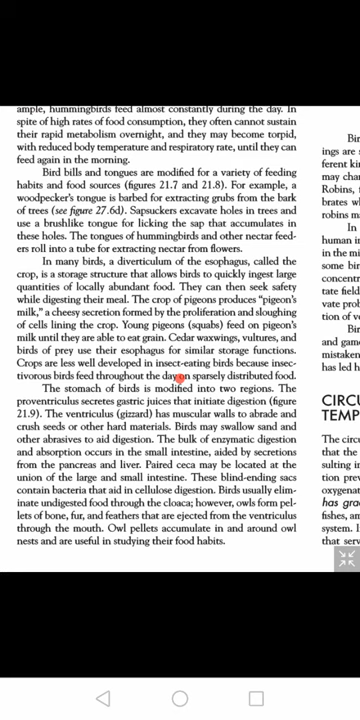 ample, hummingbirds feed almost constantly during the day. In
spite of high rates of food consumption, they often cannot sustain
their rapid metabolism overnight, and they may become torpid,
with reduced body temperature and respiratory rate, until they can
feed again in the morning.
Bird bills and tongues are modified for a variety of feeding
habits and food sources (figures 21.7 and 21.8). For example, a
woodpecker's tongue is barbed for extracting grubs from the bark
of trees (see figure 27.6d). Sapsuckers excavate holes in trees and
use a brushlike tongue for licking the sap that accumulates in
these holes. The tongues of hummingbirds and other nectar feed-
ers roll into a tube for extracting nectar from flowers.
In many birds, a diverticulum of the esophagus, called the
crop, is a storage structure that allows birds to quickly ingest large
quantities of locally abundant food. They can then seek safety
while digesting their meal. The crop of pigeons produces "pigeon's
milk," a cheesy secretion formed by the proliferation and sloughing
of cells lining the crop. Young pigeons (squabs) feed on pigeon's
milk until they are able to eat grain. Cedar waxwings, vultures, and
birds of prey use their esophagus for similar storage functions.
Crops are less well developed in insect-eating birds because insec-
tivorous birds feed throughout the day on sparsely distributed food.
The stomach of birds is modified into two regions. The
proventriculus secretes gastric juices that initiate digestion (figure
21.9). The ventriculus (gizzard) has muscular walls to abrade and
crush seeds or other hard materials. Birds may swallow sand and
other abrasives to aid digestion. The bulk of enzymatic digestion
and absorption occurs in the small intestine, aided by secretions
from the pancreas and liver. Paired ceca may be located at the
union of the large and small intestine. These blind-ending sacs
contain bacteria that aid in cellulose digestion. Birds usually elim-
inate undigested food through the cloaca; however, owls form pel-
lets of bone, fur, and feathers that are ejected from the ventriculus
through the mouth. Owl pellets accumulate in and around owl
nests and are useful in studying their food habits.
Bir
ings are s
ferent kin
may chan
Robins, f
brates wh
robins ma
In
human in
in the mi
some bir
concentr
tate field
vate prob
tion of v
Bir
and game
mistaken
has led h
CIRCU
TEMP
The circu
that the
sulting in
tion prev
oxygenat
has grad
fishes, am
system. I
that serv